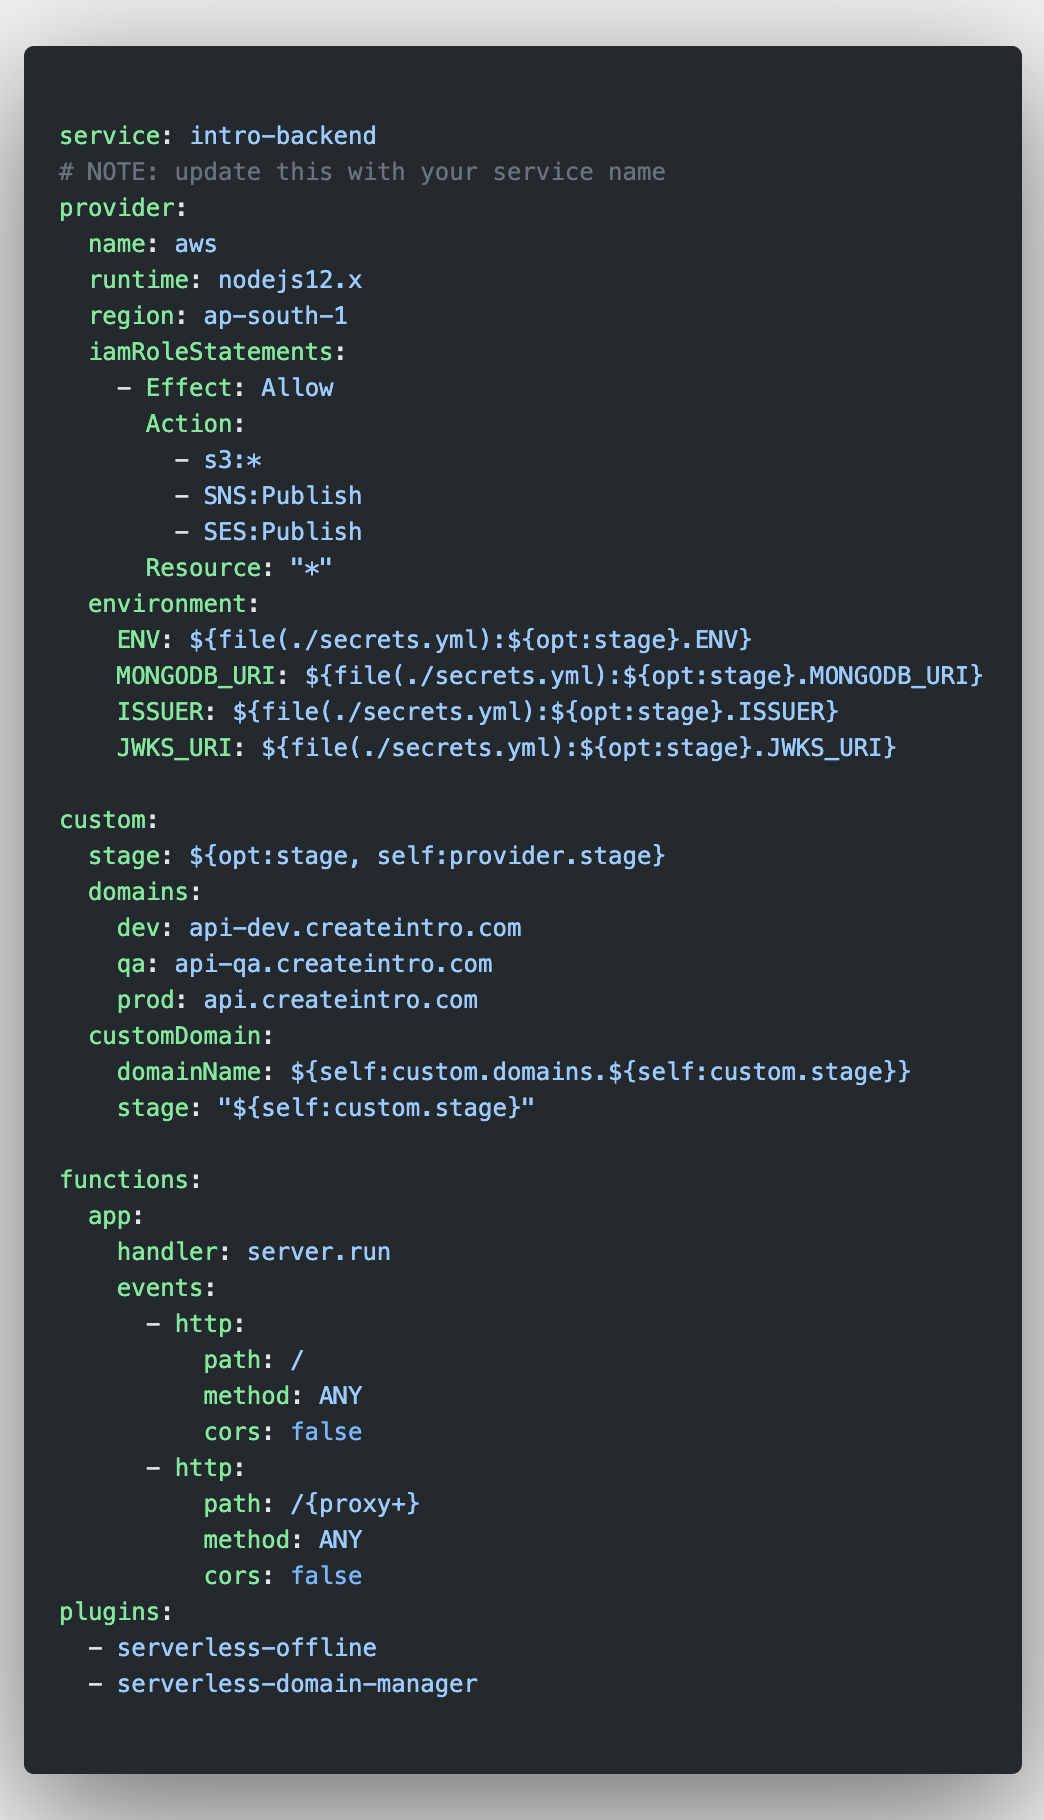 service: intro-backend
# NOTE: update this with your service name
provider:
  name: aws
  runtime: nodejs12.x
  region: ap-south-1
  iamRoleStatements:
    - Effect: Allow
      Action:
        - s3:*
        - SNS:Publish
        - SES:Publish
      Resource: "*"
  environment:
    ENV: ${file(./secrets.yml):${opt:stage}.ENV}
    MONGODB_URI: ${file(./secrets.yml):${opt:stage}.MONGODB_URI}
    ISSUER: ${file(./secrets.yml):${opt:stage}.ISSUER}
    JWKS_URI: ${file(./secrets.yml):${opt:stage}.JWKS_URI}

custom:
  stage: ${opt:stage, self:provider.stage}
  domains:
    dev: api-dev.createintro.com
    qa: api-qa.createintro.com
    prod: api.createintro.com
  customDomain:
    domainName: ${self:custom.domains.${self:custom.stage}}
    stage: "${self:custom.stage}"

functions:
  app:
    handler: server.run
    events:
      - http:
          path: /
          method: ANY
          cors: false
      - http:
          path: /{proxy+}
          method: ANY
          cors: false
plugins:
  - serverless-offline
  - serverless-domain-manager